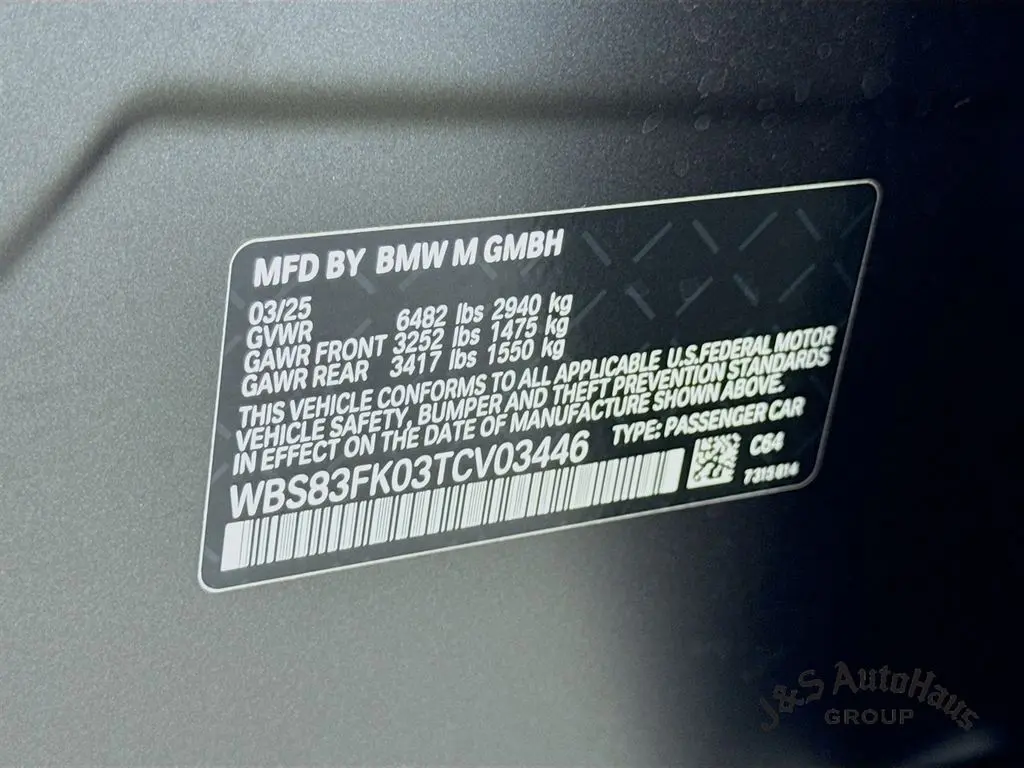 MFD BY BMW M GMBH
03/25
GVWR 6482 lbs 2940 kg
GAWR FRONT 3252 lbs 1475 kg
GAWR REAR 3417 lbs 1550 kg
THIS VEHICLE CONFORMS TO ALL APPLICABLE U.S.FEDERAL MOTOR
VEHICLE SAFETY, BUMPER AND THEFT PREVENTION STANDARDS
IN EFFECT ON THE DATE OF MANUFACTURE SHOWN ABOVE.
TYPE: PASSENGER CAR
WBS83FK03TCV03446
C64
J&S AutoHaus
GROUP